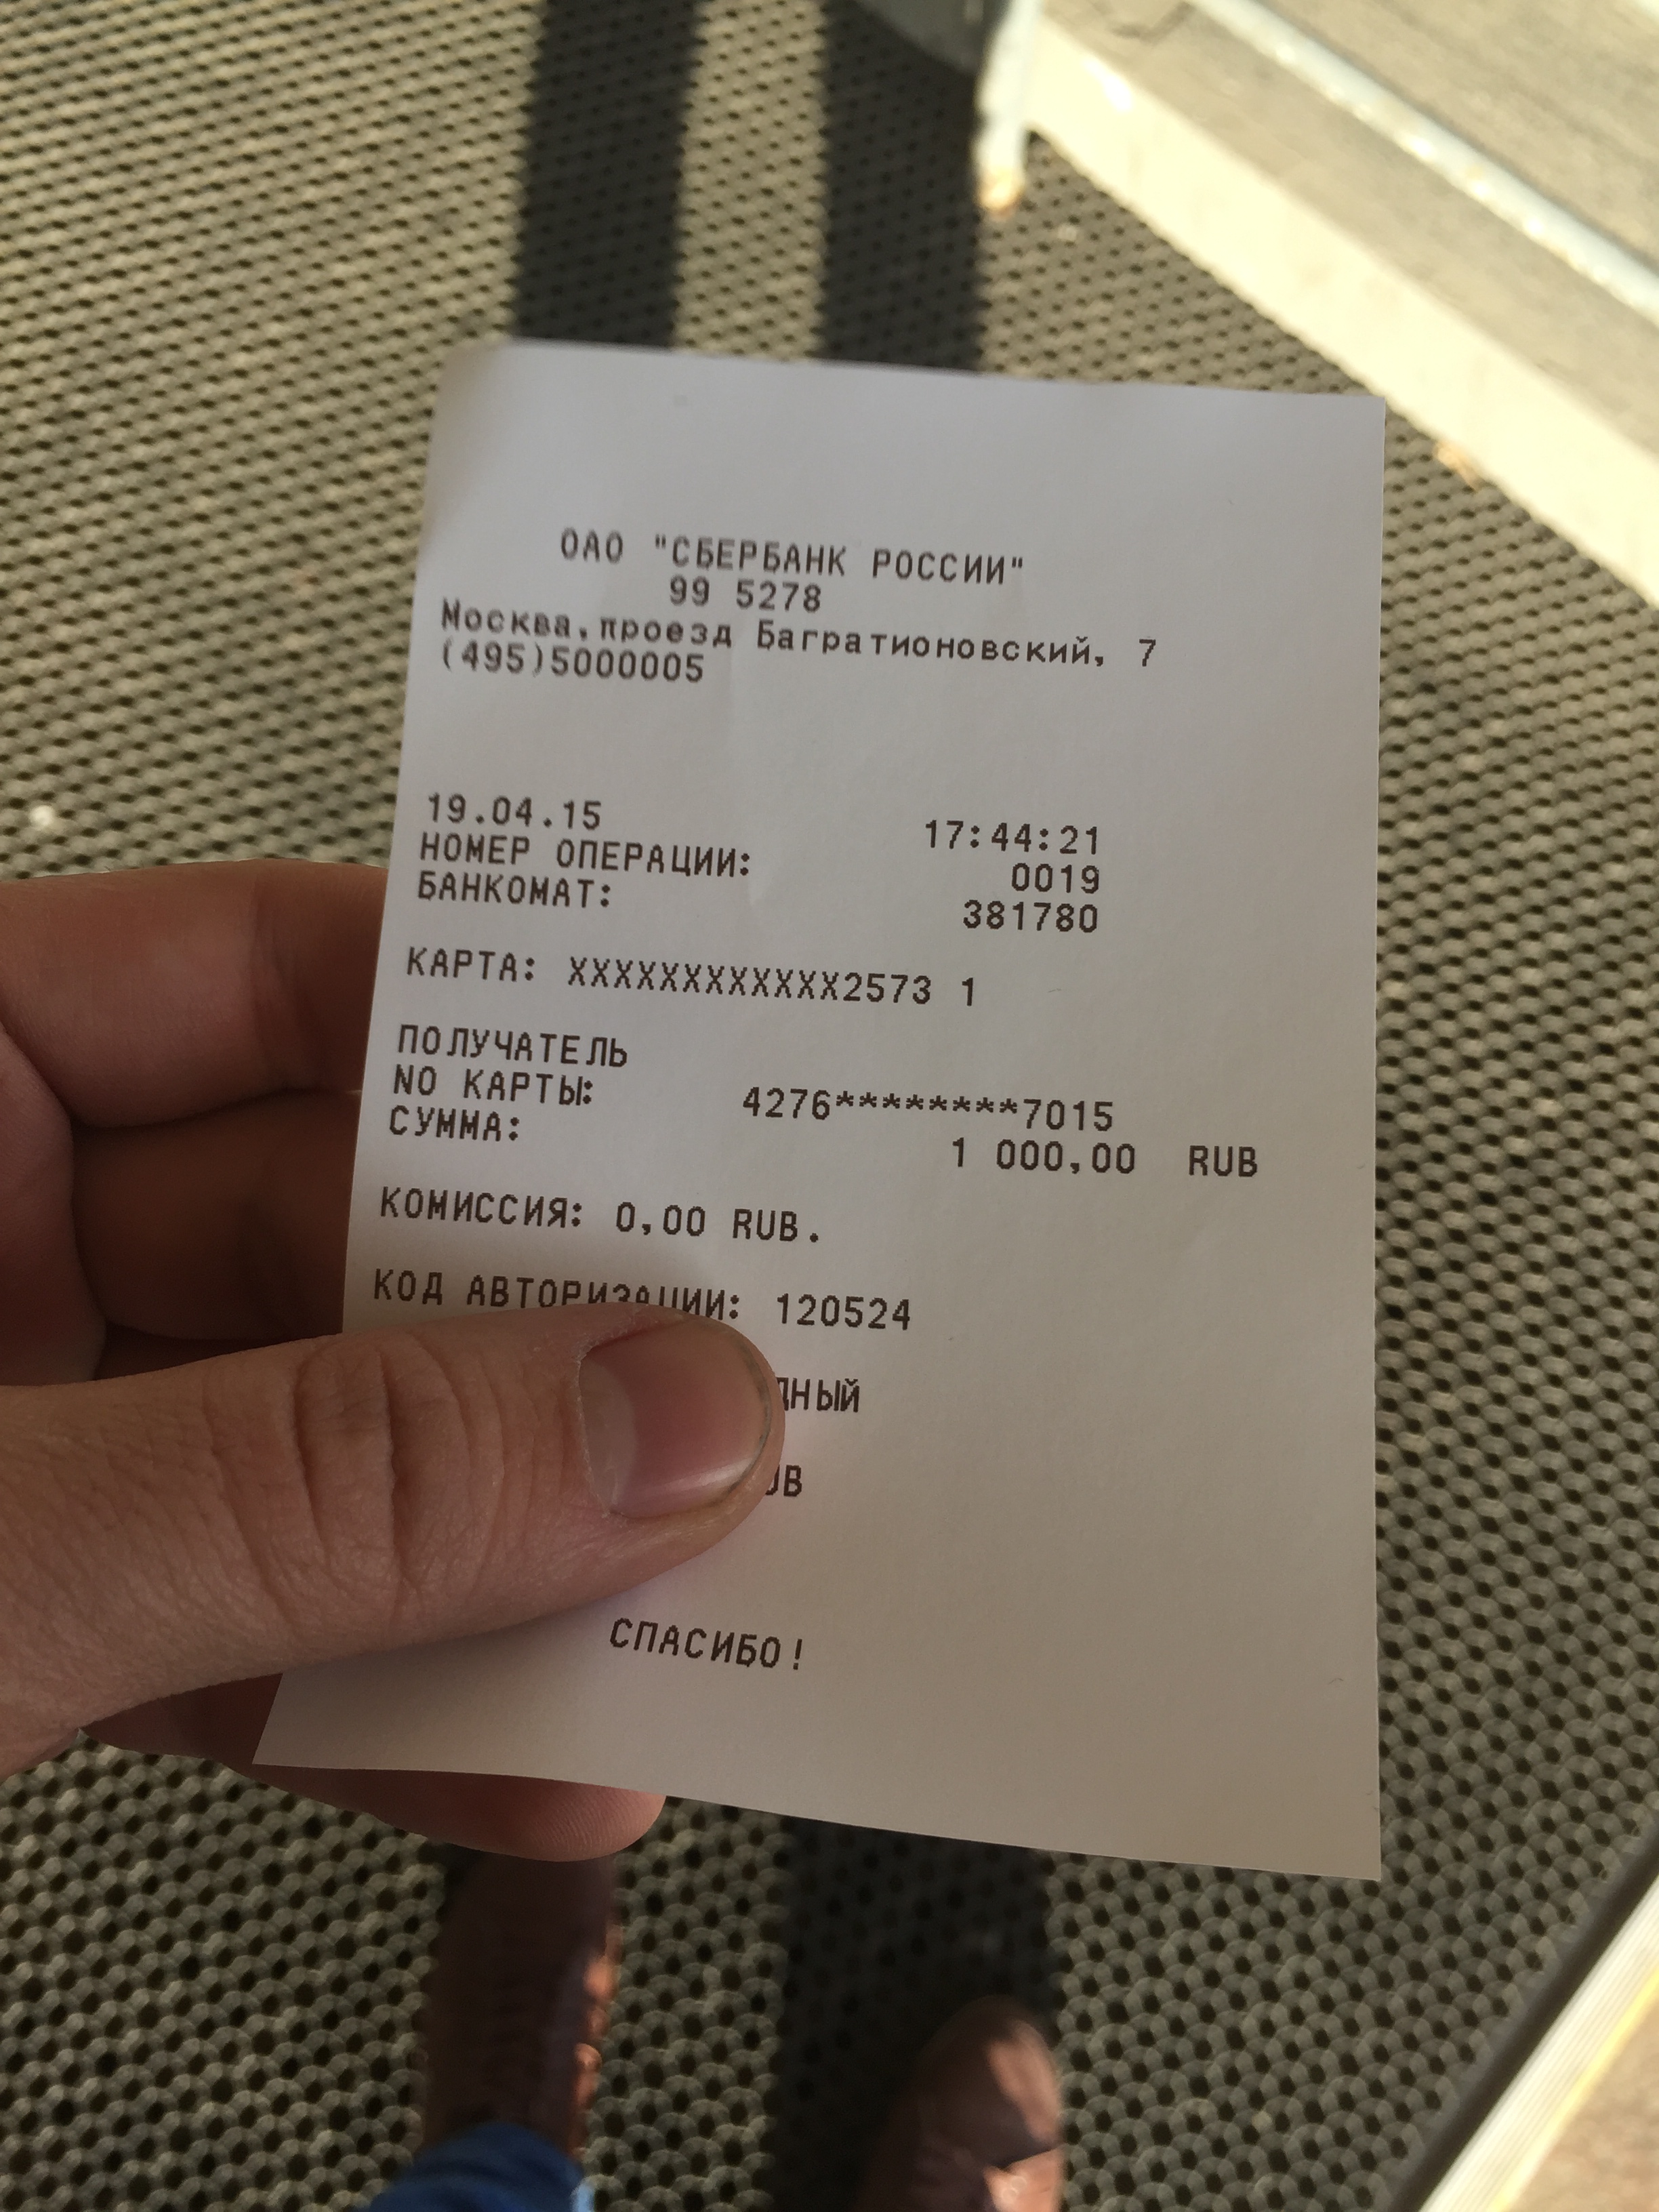 ОАО "СБЕРБАНК РОССИИ"
99 5278
Москва,проезд Багратионовский, 7
(495)5000005
19.04.15 17:44:21
НОМЕР ОПЕРАЦИИ: 0019
БАНКОМАТ: 381780
КАРТА: XXXXXXXXXXXX2573 1
ПОЛУЧАТЕЛЬ
NO КАРТЫ: 4276********7015
СУММА: 1 000,00 RUB
КОМИССИЯ: 0,00 RUB.
КОД АВТОРИЗАЦИИ: 120524
СПАСИБО!